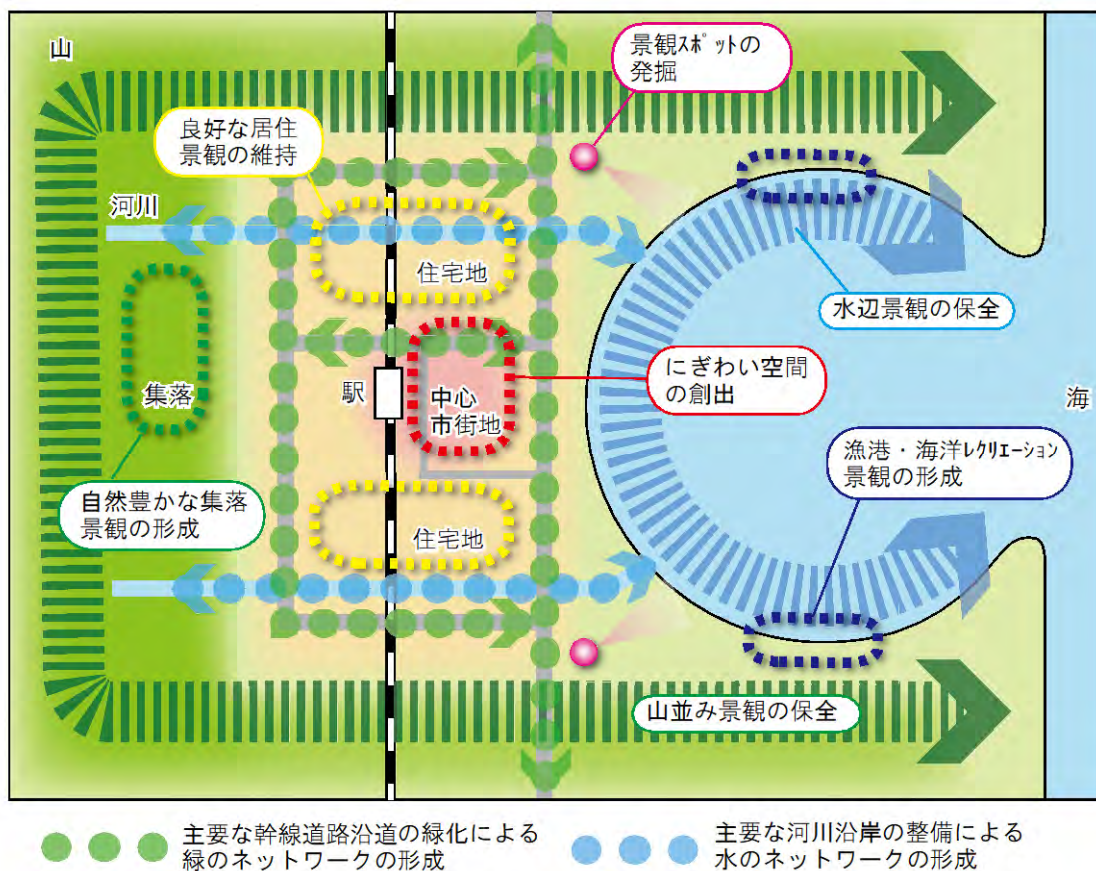 山
景観ｽﾎﾟｯﾄの
発掘
良好な居住
景観の維持
河川
住宅地
水辺景観の保全
集落
駅
中心
市街地
にぎわい空間
の創出
海
漁港・海洋ﾚｸﾘｴｰｼｮﾝ
景観の形成
自然豊かな集落
景観の形成
住宅地
山並み景観の保全
主要な幹線道路沿道の緑化による
緑のネットワークの形成
主要な河川沿岸の整備による
水のネットワークの形成